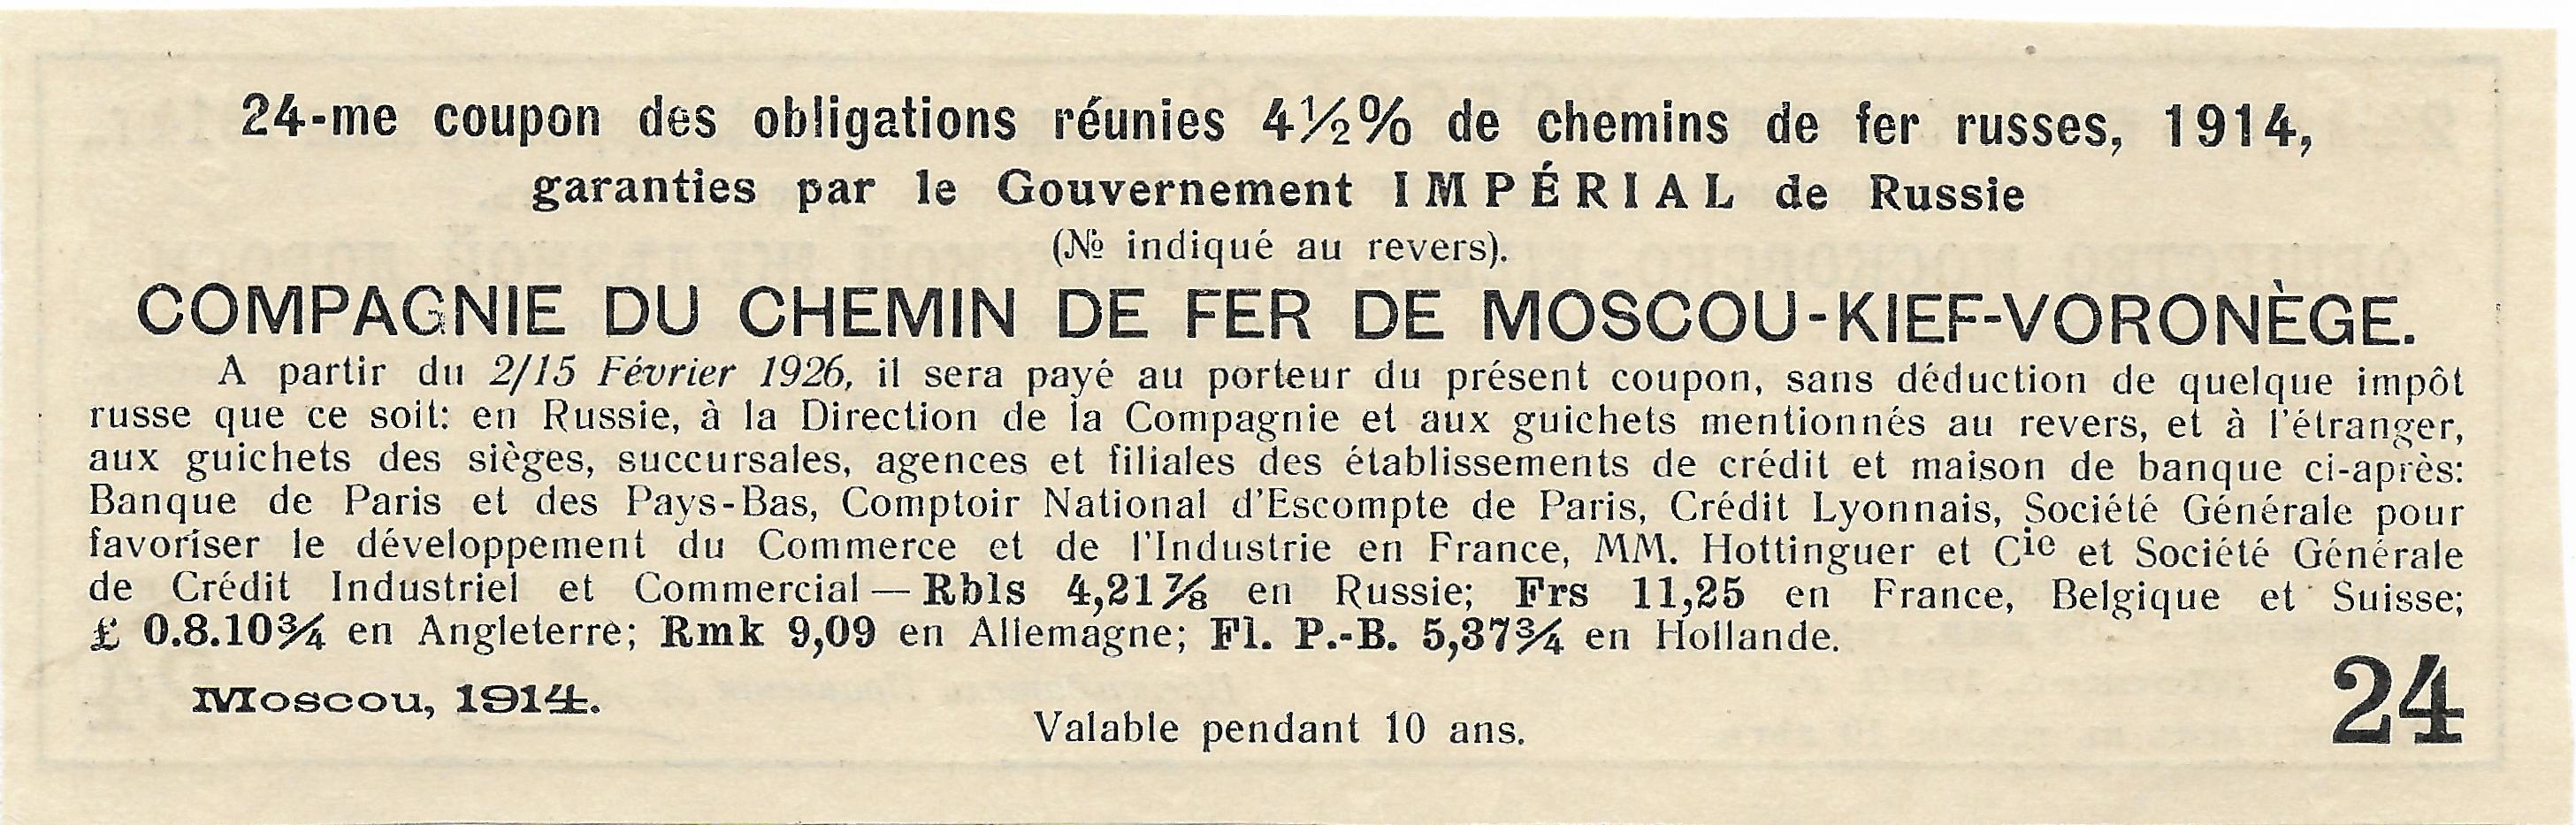 24-me coupon des obligations réunies 4½% de chemins de fer russes, 1914,
garanties par le Gouvernement IMPÉRIAL de Russie
(№ indiqué au revers).
COMPAGNIE DU CHEMIN DE FER DE MOSCOU-KIEF-VORONÈGE.
A partir du 2/15 Février 1926, il sera payé au porteur du présent coupon, sans déduction de quelque impôt
russe que ce soit: en Russie, à la Direction de la Compagnie et aux guichets mentionnés au revers, et à l'étranger,
aux guichets des sièges, succursales, agences et filiales des établissements de crédit et maison de banque ci-après:
Banque de Paris et des Pays-Bas, Comptoir National d'Escompte de Paris, Crédit Lyonnais, Société Générale pour
favoriser le développement du Commerce et de l'Industrie en France, MM. Hottinguer et Cie et Société Générale
de Crédit Industriel et Commercial — Rbls 4,21⅞ en Russie; Frs 11,25 en France, Belgique et Suisse;
£ 0.8.10¾ en Angleterre; Rmk 9,09 en Allemagne; Fl. P.-B. 5,37¾ en Hollande.
Moscou, 1914.
Valable pendant 10 ans.
24